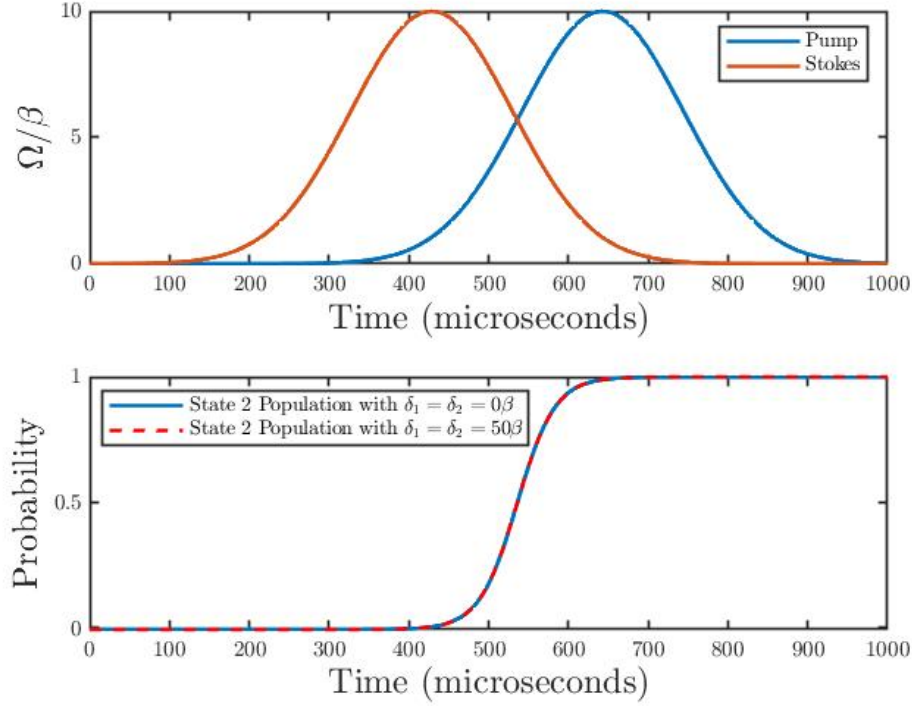 10
5
0
Ω/β
Pump
Stokes
0 100 200 300 400 500 600 700 800 900 1000
Time (microseconds)
1
0.5
0
Probability
State 2 Population with δ₁ = δ₂ = 0β
State 2 Population with δ₁ = δ₂ = 50β
0 100 200 300 400 500 600 700 800 900 1000
Time (microseconds)